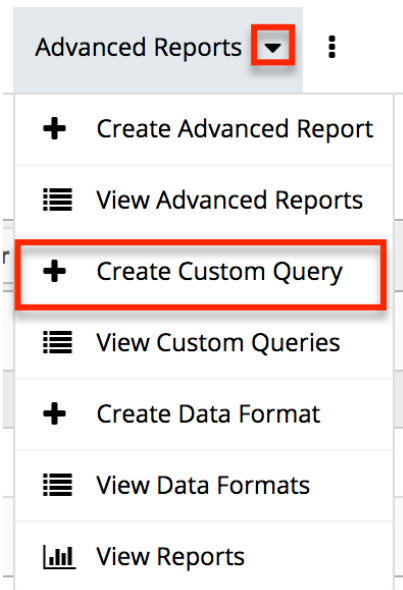 Advanced Reports
Create Advanced Report
View Advanced Reports
r
Create Custom Query
View Custom Queries
Create Data Format
View Data Formats
View Reports